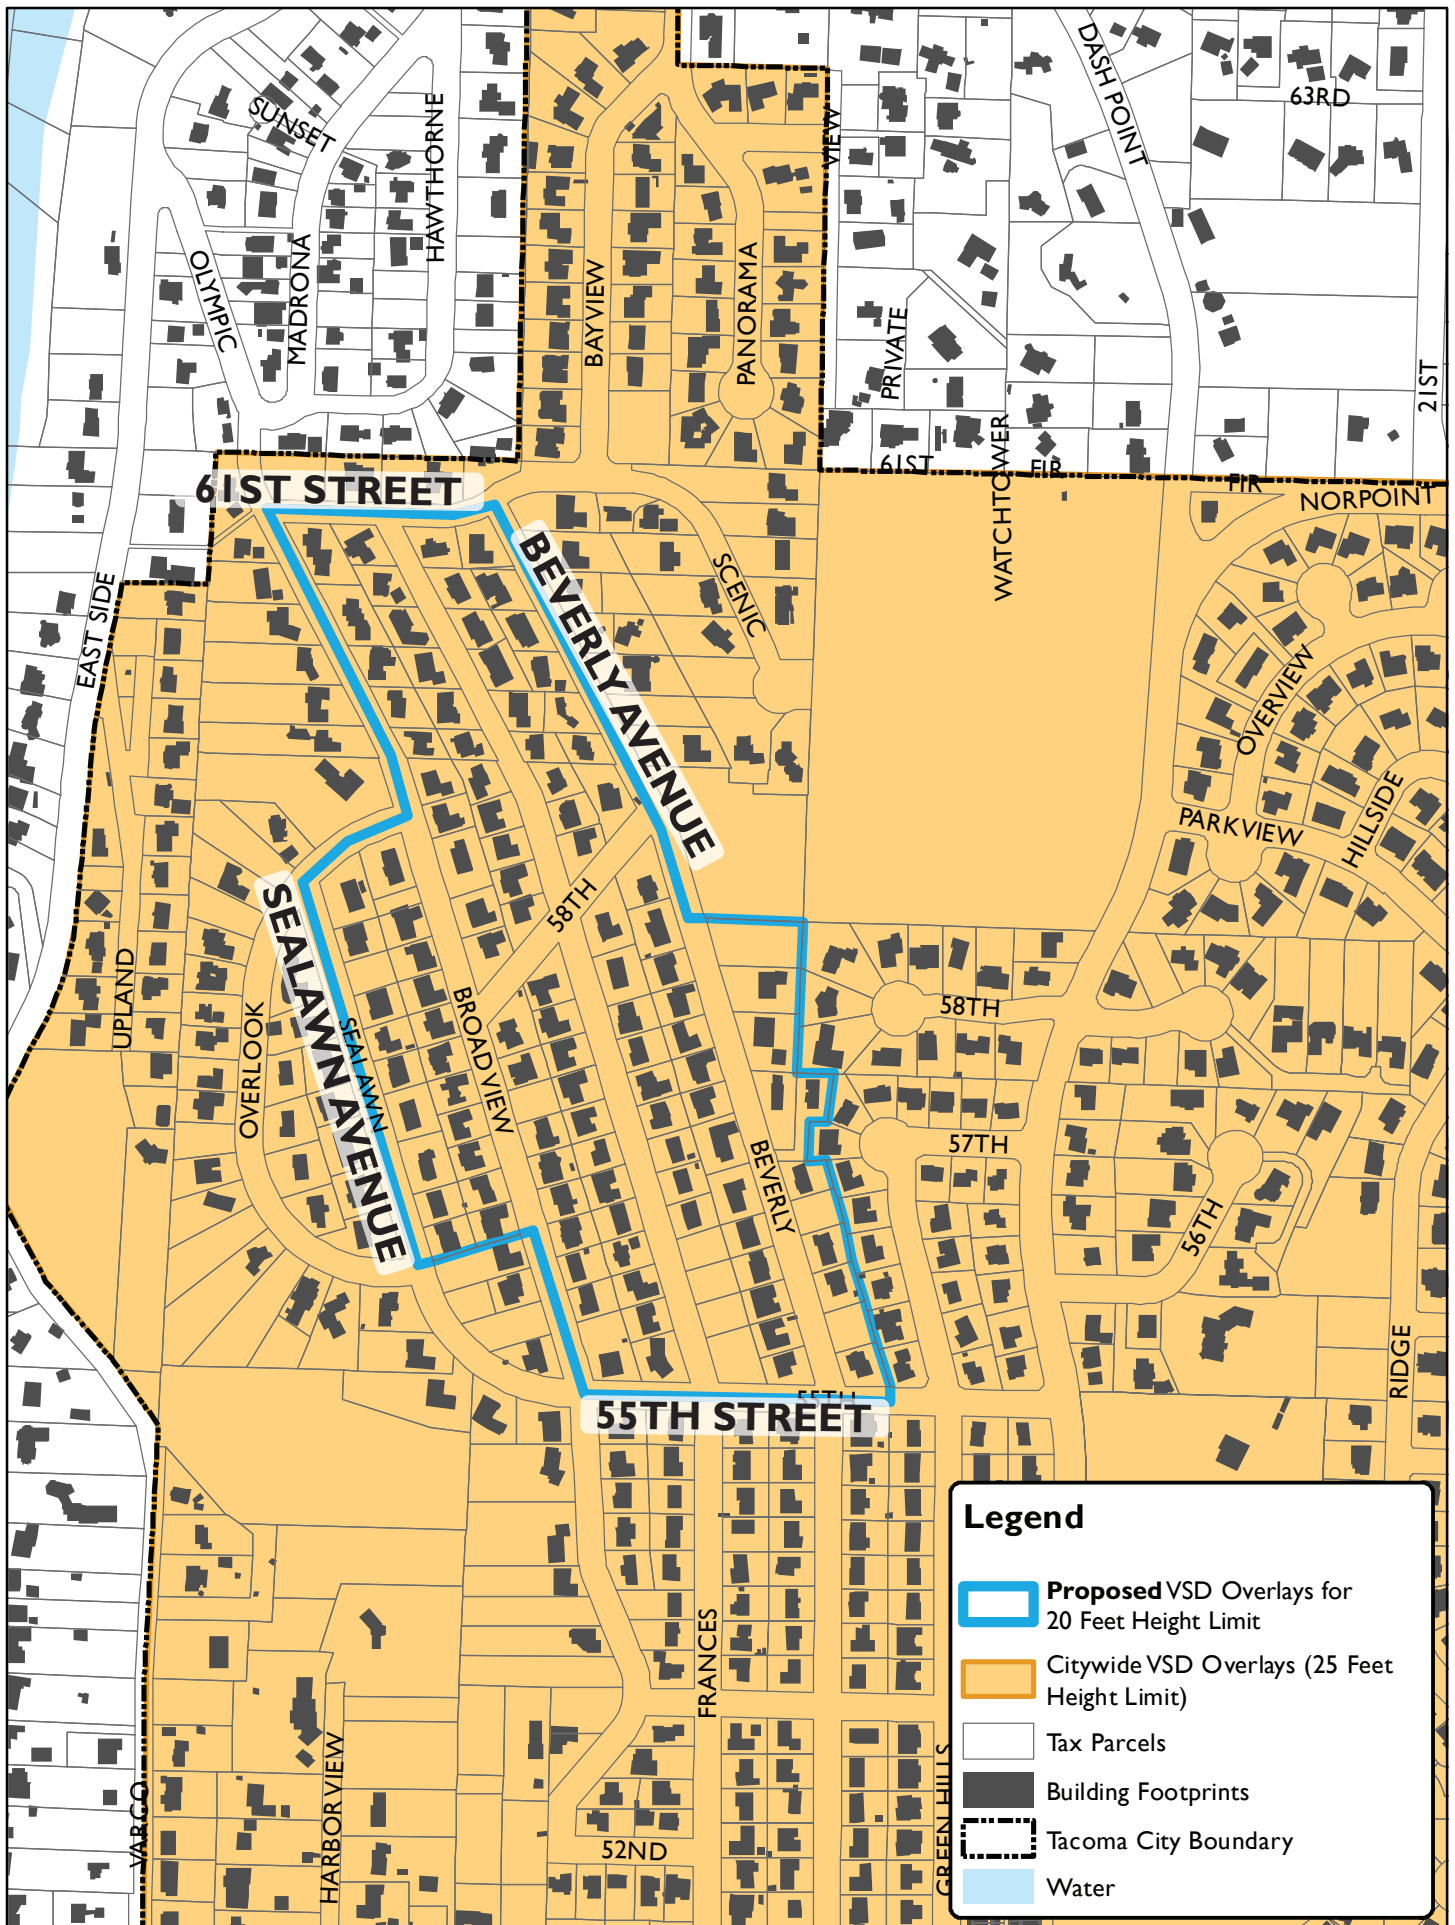 DASH POINT
63RD
SUNSET
HAWTHORNE
VIEW
OLYMPIC
MADRONA
BAYVIEW
PANORAMA
PRIVATE
21ST
WATCHTOWER
61ST
FIR
FIR
NORPOINT
61ST STREET
BEVERLY AVENUE
SCENIC
EAST SIDE
OVERVIEW
HILLSIDE
PARKVIEW
58TH
SEALAWN AVENUE
SEALAWN
UPLAND
OVERLOOK
BROADVIEW
58TH
57TH
BEVERLY
56TH
RIDGE
55TH
55TH STREET
FRANCES
VARCO
HARBORVIEW
52ND
GREEN HILLS
Legend
Proposed VSD Overlays for
20 Feet Height Limit
Citywide VSD Overlays (25 Feet
Height Limit)
Tax Parcels
Building Footprints
Tacoma City Boundary
Water